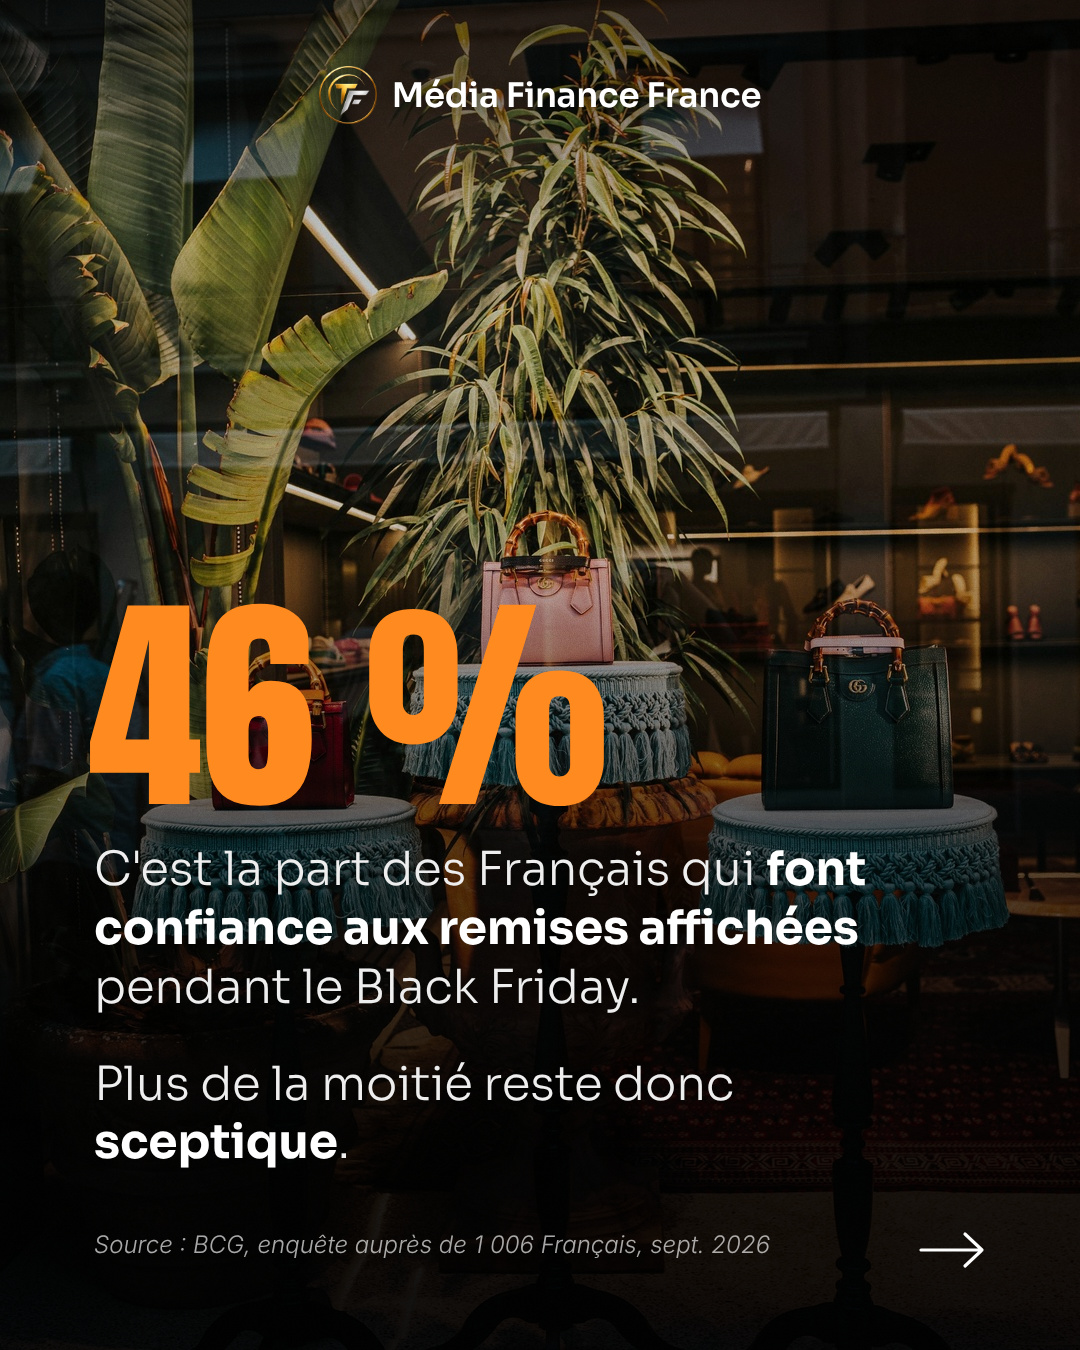 Média Finance France
46 %
C'est la part des Français qui font
confiance aux remises affichées
pendant le Black Friday.
Plus de la moitié reste donc
sceptique.
Source : BCG, enquête auprès de 1 006 Français, sept. 2026